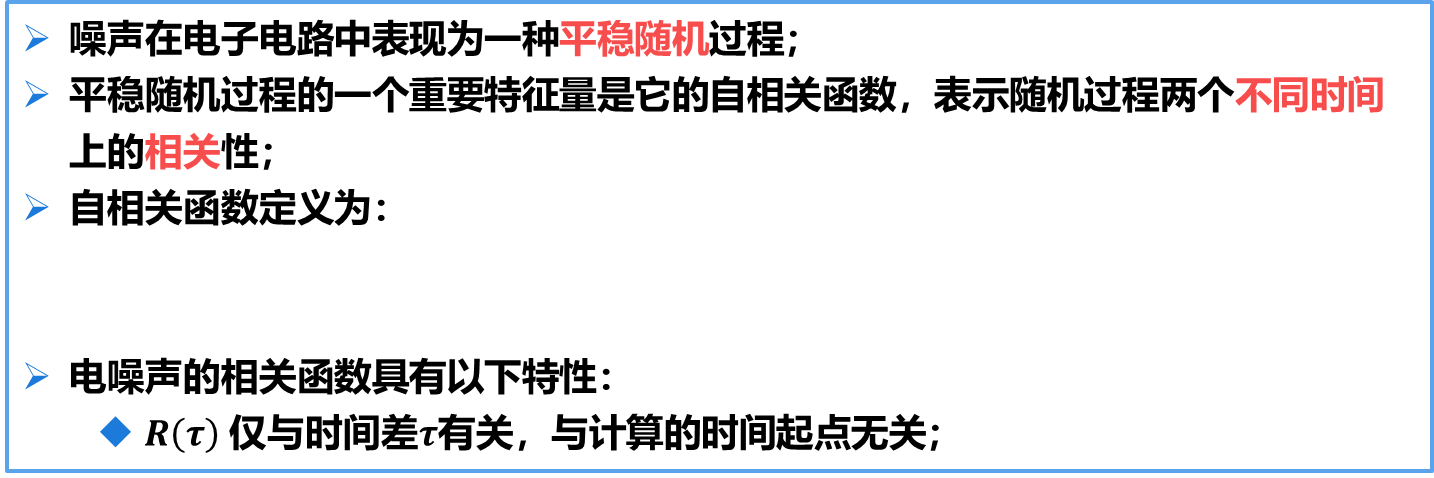 噪声在电子电路中表现为一种平稳随机过程；
平稳随机过程的一个重要特征量是它的自相关函数，表示随机过程两个不同时间
上的相关性；
自相关函数定义为：
电噪声的相关函数具有以下特性：
R(τ) 仅与时间差τ有关，与计算的时间起点无关；